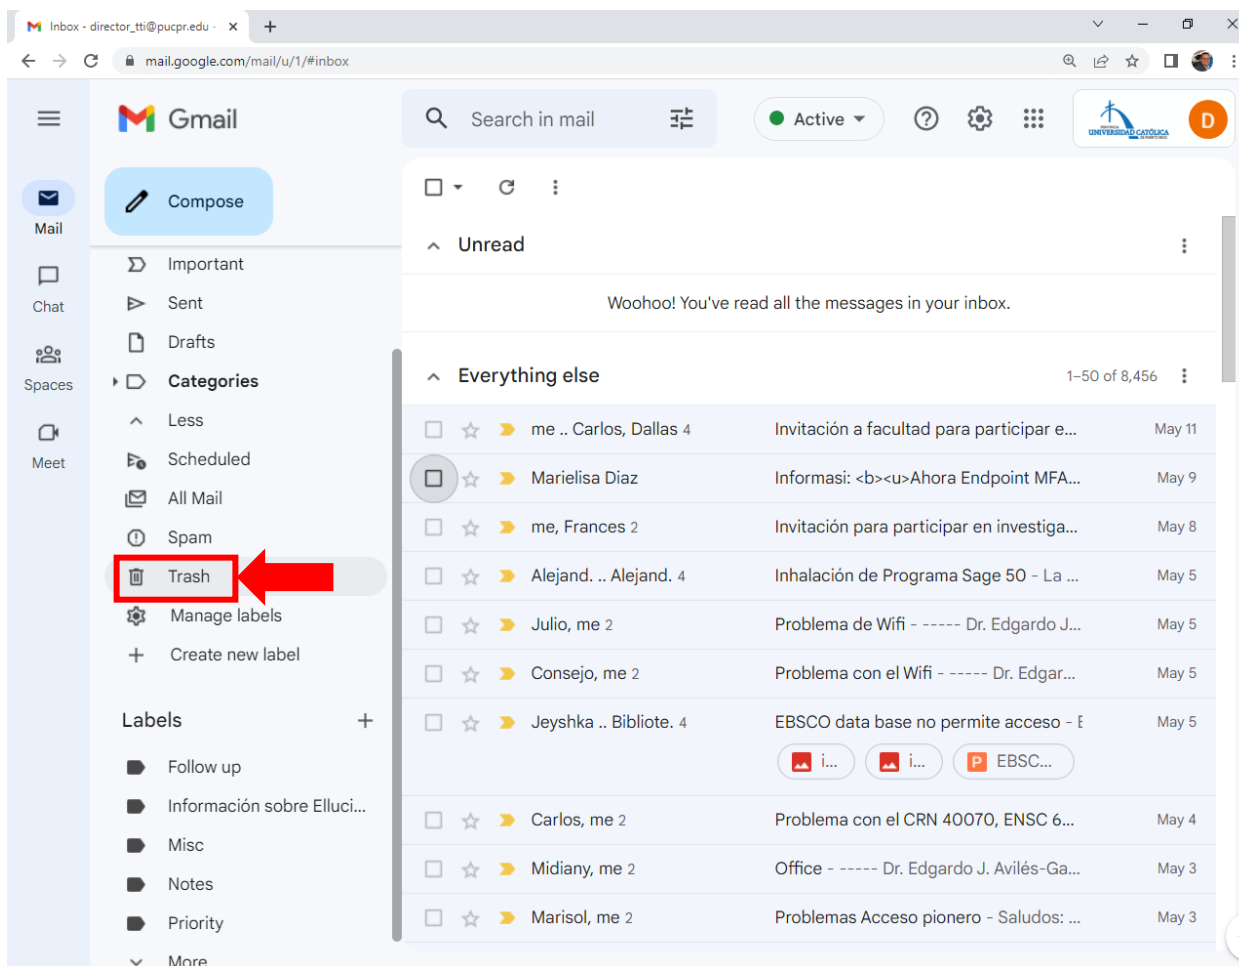 Inbox - director_tti@pucpr.edu -
mail.google.com/mail/u/1/#inbox
Gmail
Search in mail
Active
UNIVERSIDAD CATÓLICA
D
Compose
Mail
Chat
Spaces
Meet
Important
Sent
Drafts
Categories
Less
Scheduled
All Mail
Spam
Trash
Manage labels
Create new label
Labels
Follow up
Información sobre Elluci...
Misc
Notes
Priority
More
Unread
Woohoo! You've read all the messages in your inbox.
Everything else
1–50 of 8,456
me .. Carlos, Dallas 4 Invitación a facultad para participar e... May 11
Marielisa Diaz Informasi: <b><u>Ahora Endpoint MFA... May 9
me, Frances 2 Invitación para participar en investiga... May 8
Alejand. .. Alejand. 4 Inhalación de Programa Sage 50 - La ... May 5
Julio, me 2 Problema de Wifi - ----- Dr. Edgardo J... May 5
Consejo, me 2 Problema con el Wifi - ----- Dr. Edgar... May 5
Jeyshka .. Bibliote. 4 EBSCO data base no permite acceso - E May 5
i... i... P EBSC...
Carlos, me 2 Problema con el CRN 40070, ENSC 6... May 4
Midiany, me 2 Office - ----- Dr. Edgardo J. Avilés-Ga... May 3
Marisol, me 2 Problemas Acceso pionero - Saludos: ... May 3